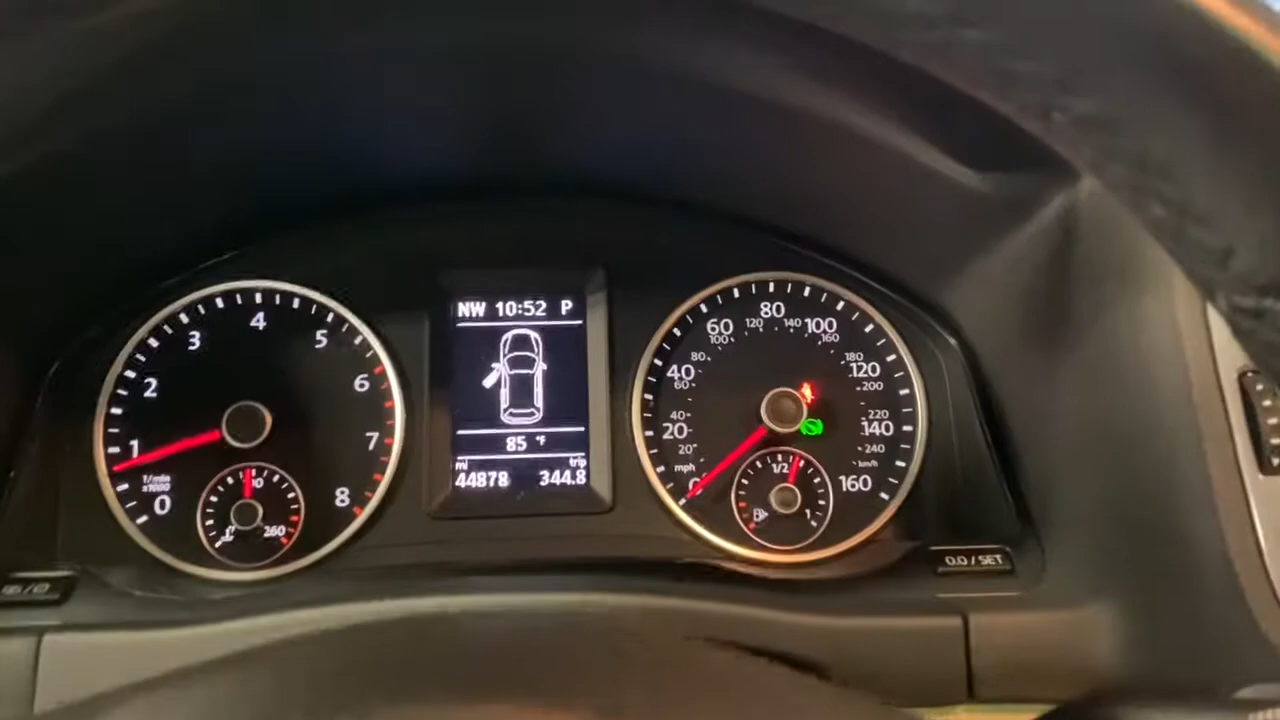 NW 10:52 P
85 °F
mi trip
44878 344.8
0 1 2 3 4 5 6 7 8
1/min
x1000
260
20 40 60 80 100 120 140 160
20 40 60 80 100 120 140 160 180 200 220 240
mph
km/h
1/2
1
0.0 / SET